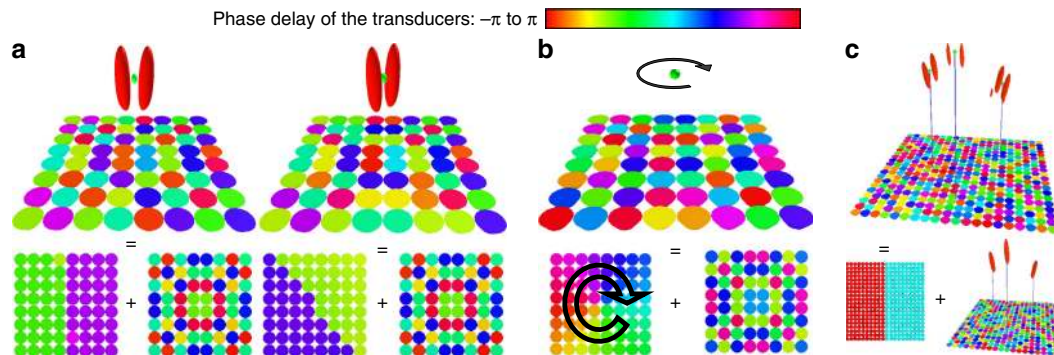 Phase delay of the transducers: –π to π
a
b
c
=
=
=
=
+
+
+
+